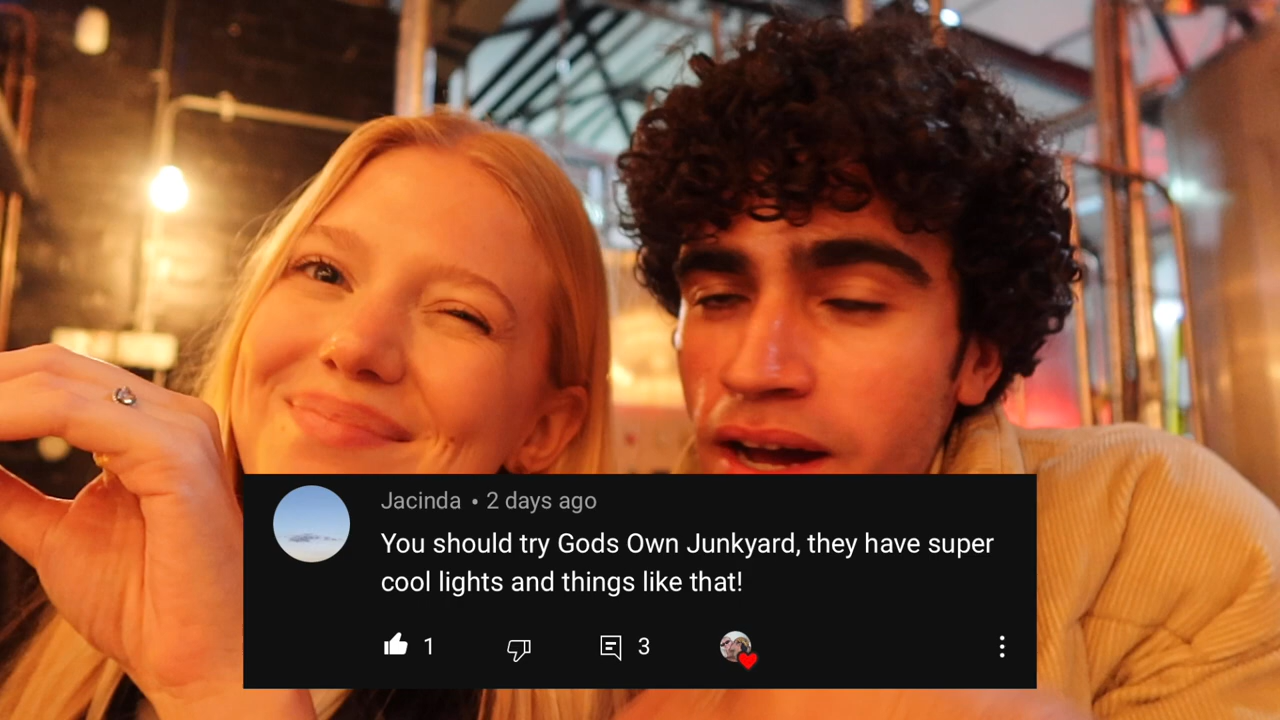 Jacinda • 2 days ago
You should try Gods Own Junkyard, they have super
cool lights and things like that!
1
3